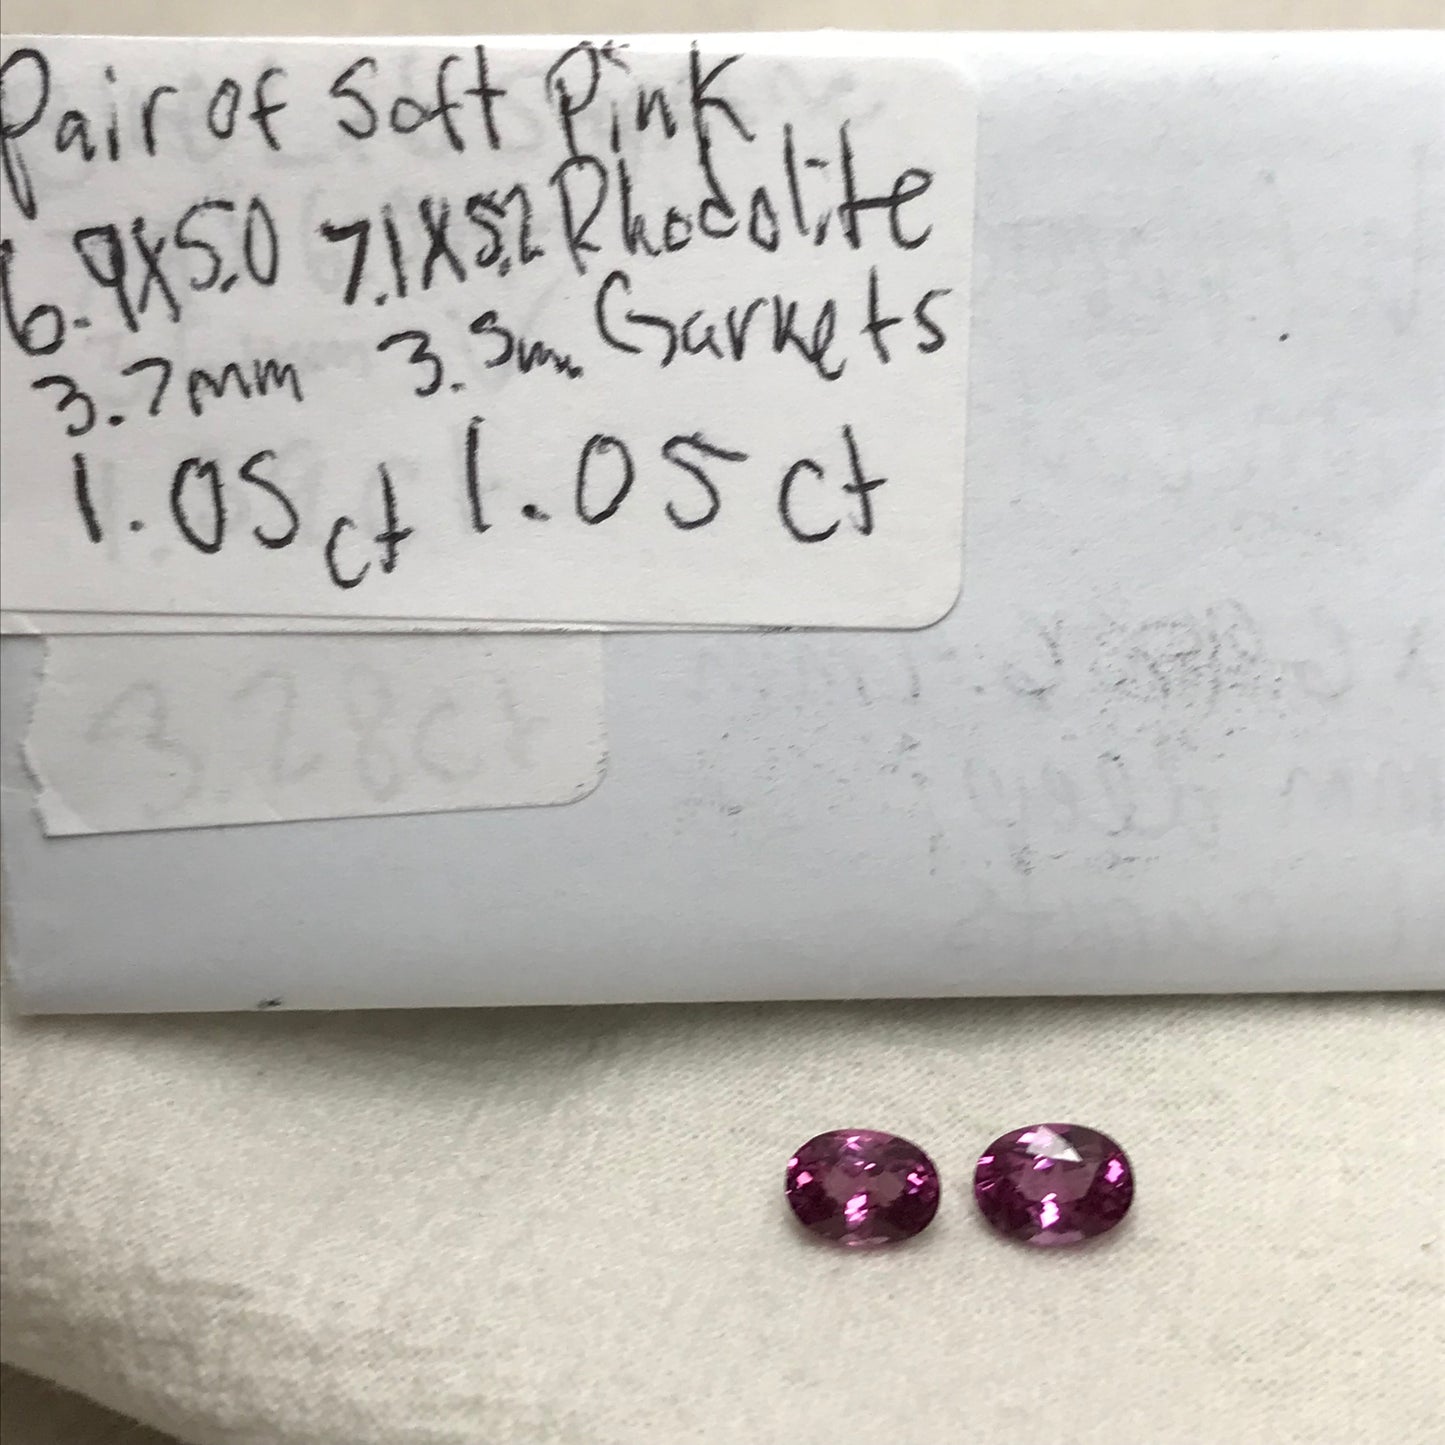 Pair of Soft Pink
6.9X5.0 7.1X5.2 Rhodolite
3.7mm 3.5mm Garnets
1.05ct 1.05ct
3.28ct